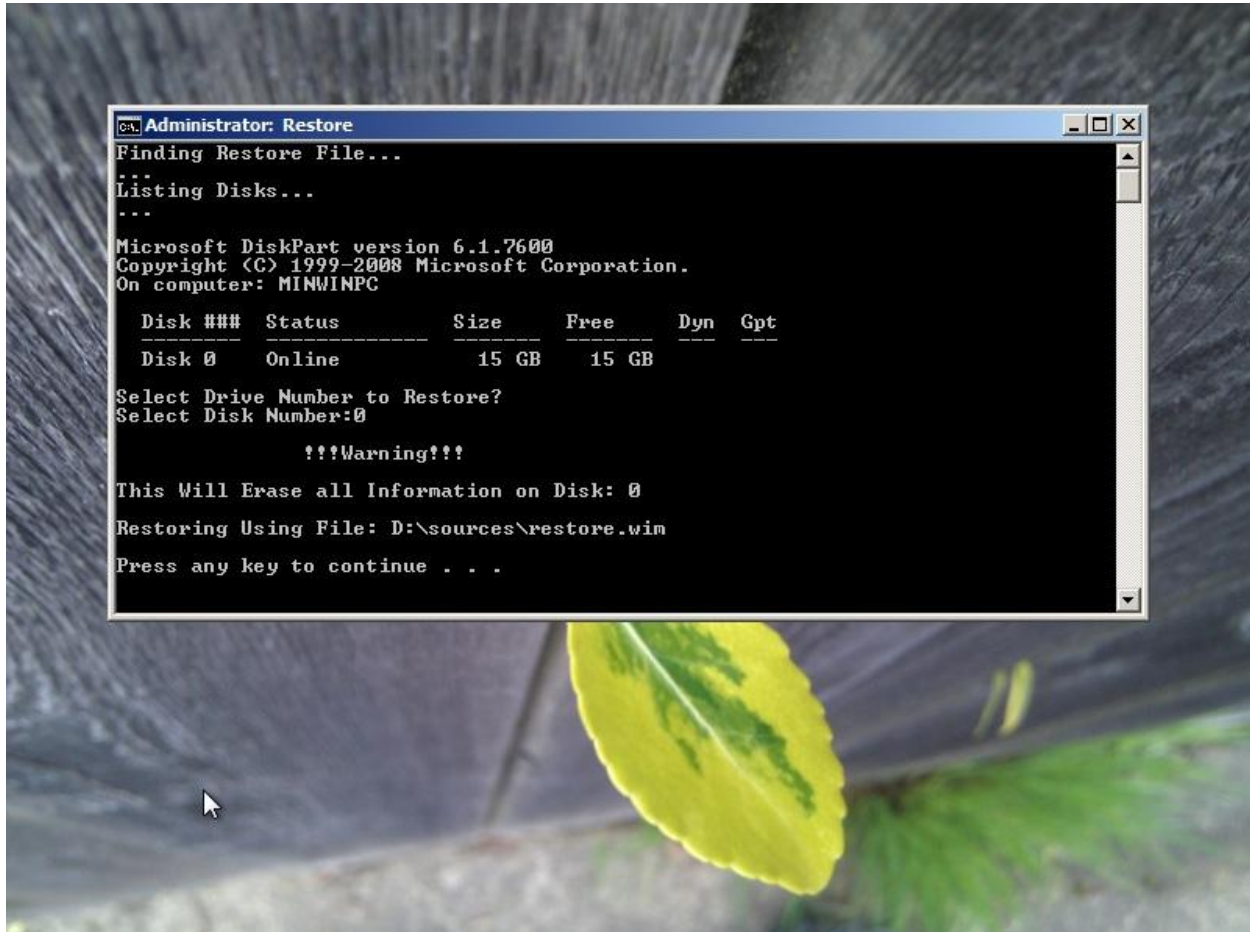 Administrator: Restore
Finding Restore File...
...
Listing Disks...
...
Microsoft DiskPart version 6.1.7600
Copyright (C) 1999-2008 Microsoft Corporation.
On computer: MINWINPC
Disk ### Status Size Free Dyn Gpt
-------- ------------- ------- ------- --- ---
Disk 0 Online 15 GB 15 GB
Select Drive Number to Restore?
Select Disk Number:0
!!!Warning!!!
This Will Erase all Information on Disk: 0
Restoring Using File: D:\sources\restore.wim
Press any key to continue . . .